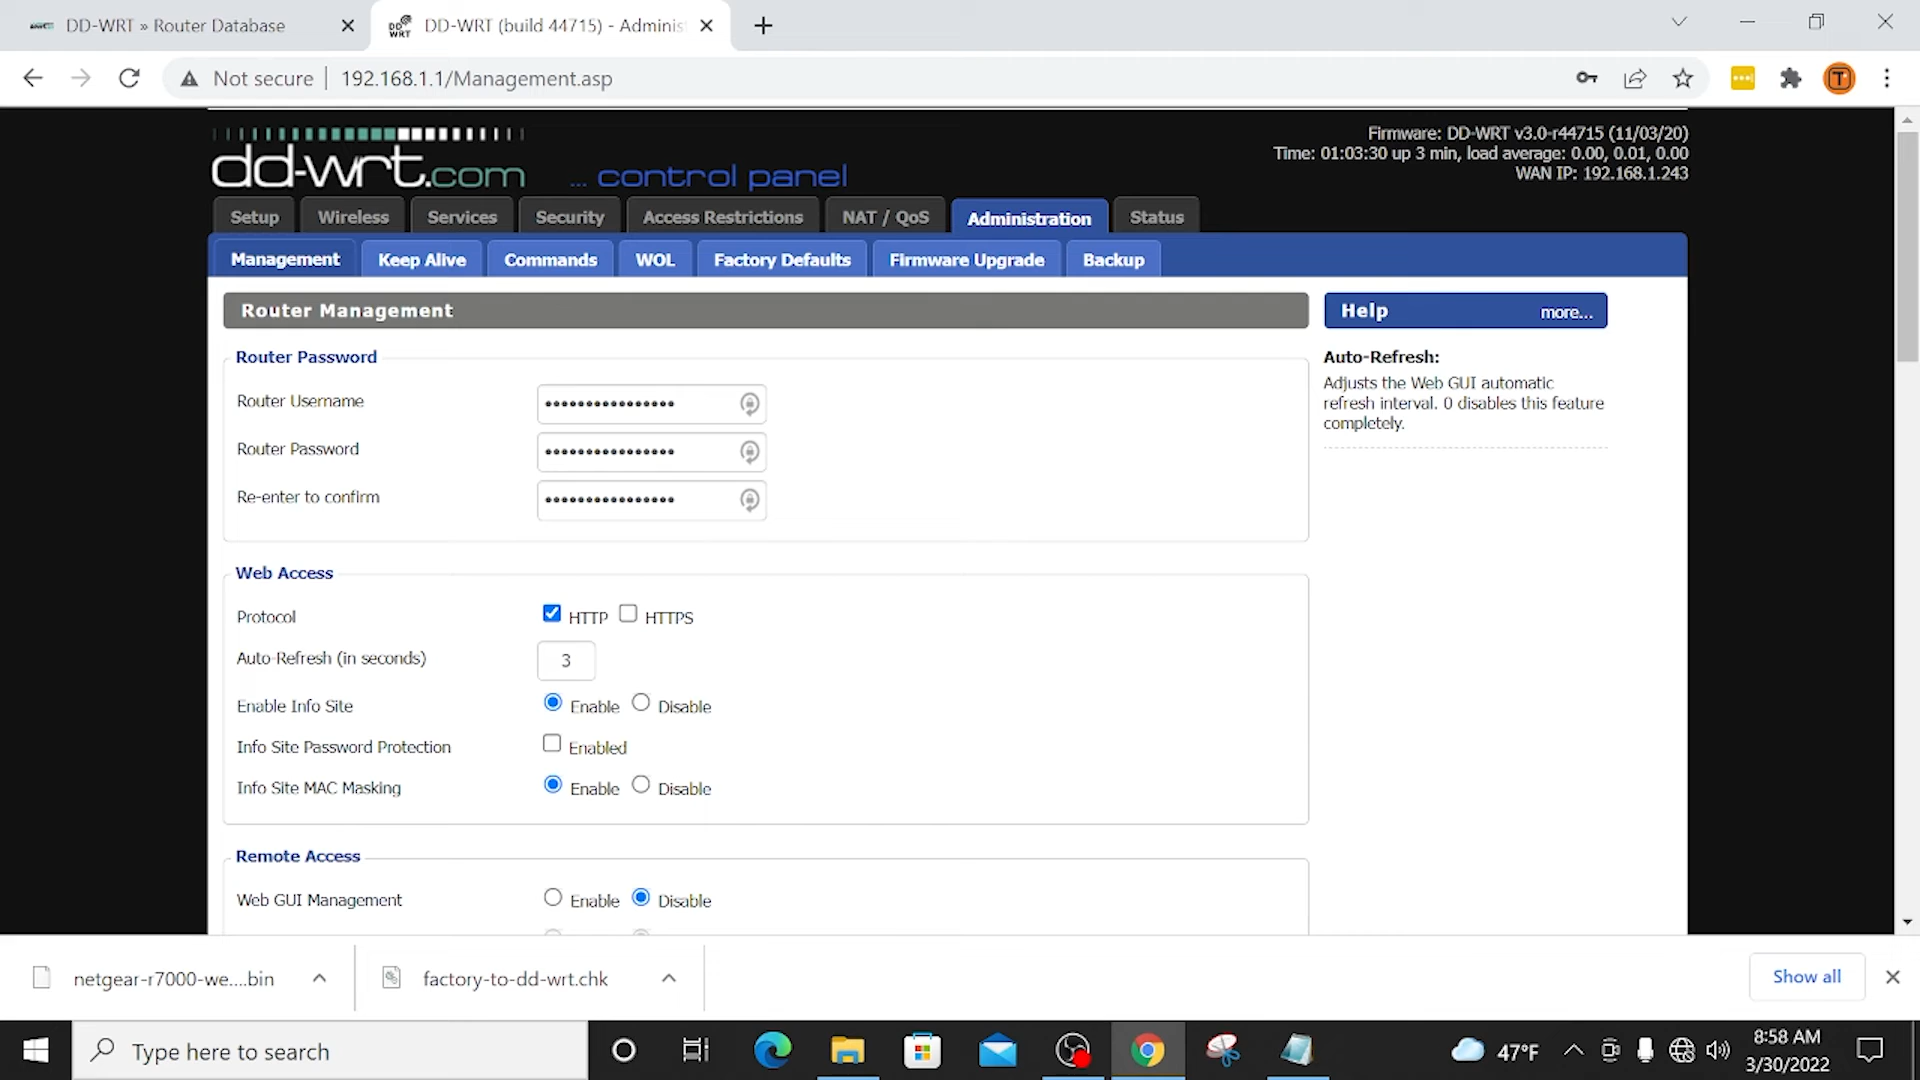 DD-WRT » Router Database
DD-WRT (build 44715) - Adminis
Not secure
192.168.1.1/Management.asp
T
dd-wrt.com
... control panel
Firmware: DD-WRT v3.0-r44715 (11/03/20)
Time: 01:03:30 up 3 min, load average: 0.00, 0.01, 0.00
WAN IP: 192.168.1.243
Setup
Wireless
Services
Security
Access Restrictions
NAT / QoS
Administration
Status
Management
Keep Alive
Commands
WOL
Factory Defaults
Firmware Upgrade
Backup
Router Management
Help
more...
Router Password
Router Username
Router Password
Re-enter to confirm
Auto-Refresh:
Adjusts the Web GUI automatic
refresh interval. 0 disables this feature
completely.
Web Access
Protocol
HTTP
HTTPS
Auto-Refresh (in seconds)
3
Enable Info Site
Enable
Disable
Info Site Password Protection
Enabled
Info Site MAC Masking
Enable
Disable
Remote Access
Web GUI Management
Enable
Disable
netgear-r7000-we....bin
factory-to-dd-wrt.chk
Show all
Type here to search
47°F
8:58 AM
3/30/2022